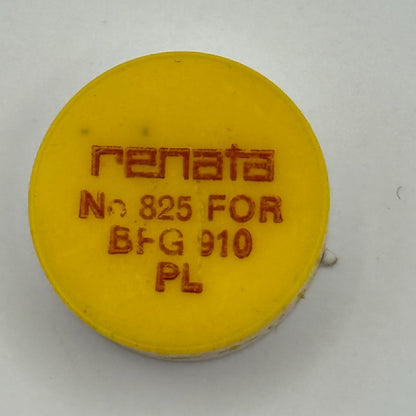 renata
No 825 FOR
BFG 910
PL